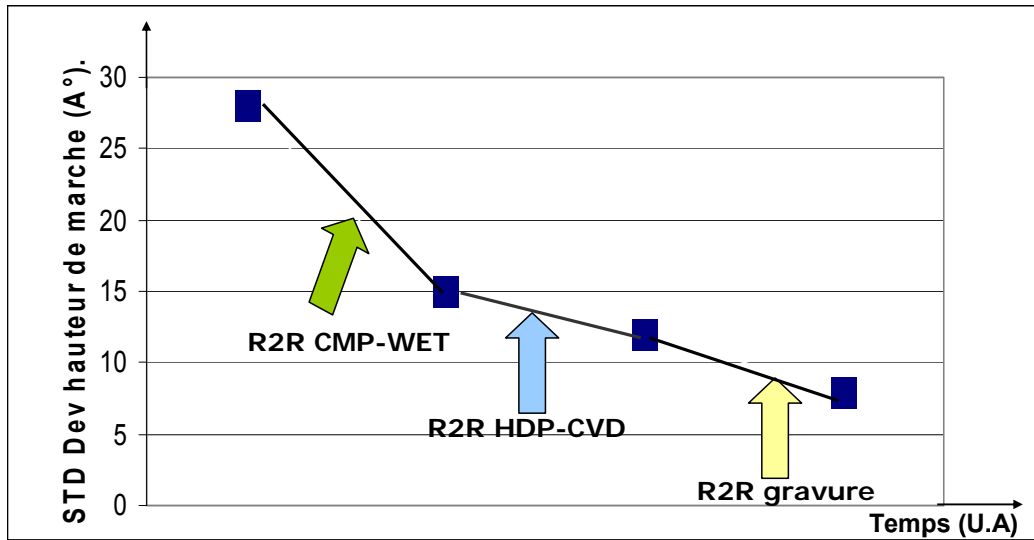 STD Dev hauteur de marche (A°).
30
25
20
15
10
5
0
R2R CMP-WET
R2R HDP-CVD
R2R gravure
Temps (U.A)